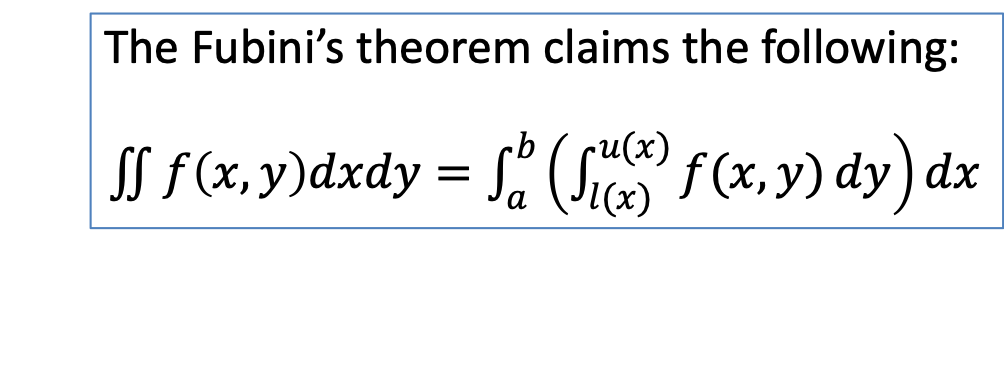 The Fubini’s theorem claims the following:
∬ f(x, y)dxdy = ∫_a^b (∫_{l(x)}^{u(x)} f(x, y) dy) dx